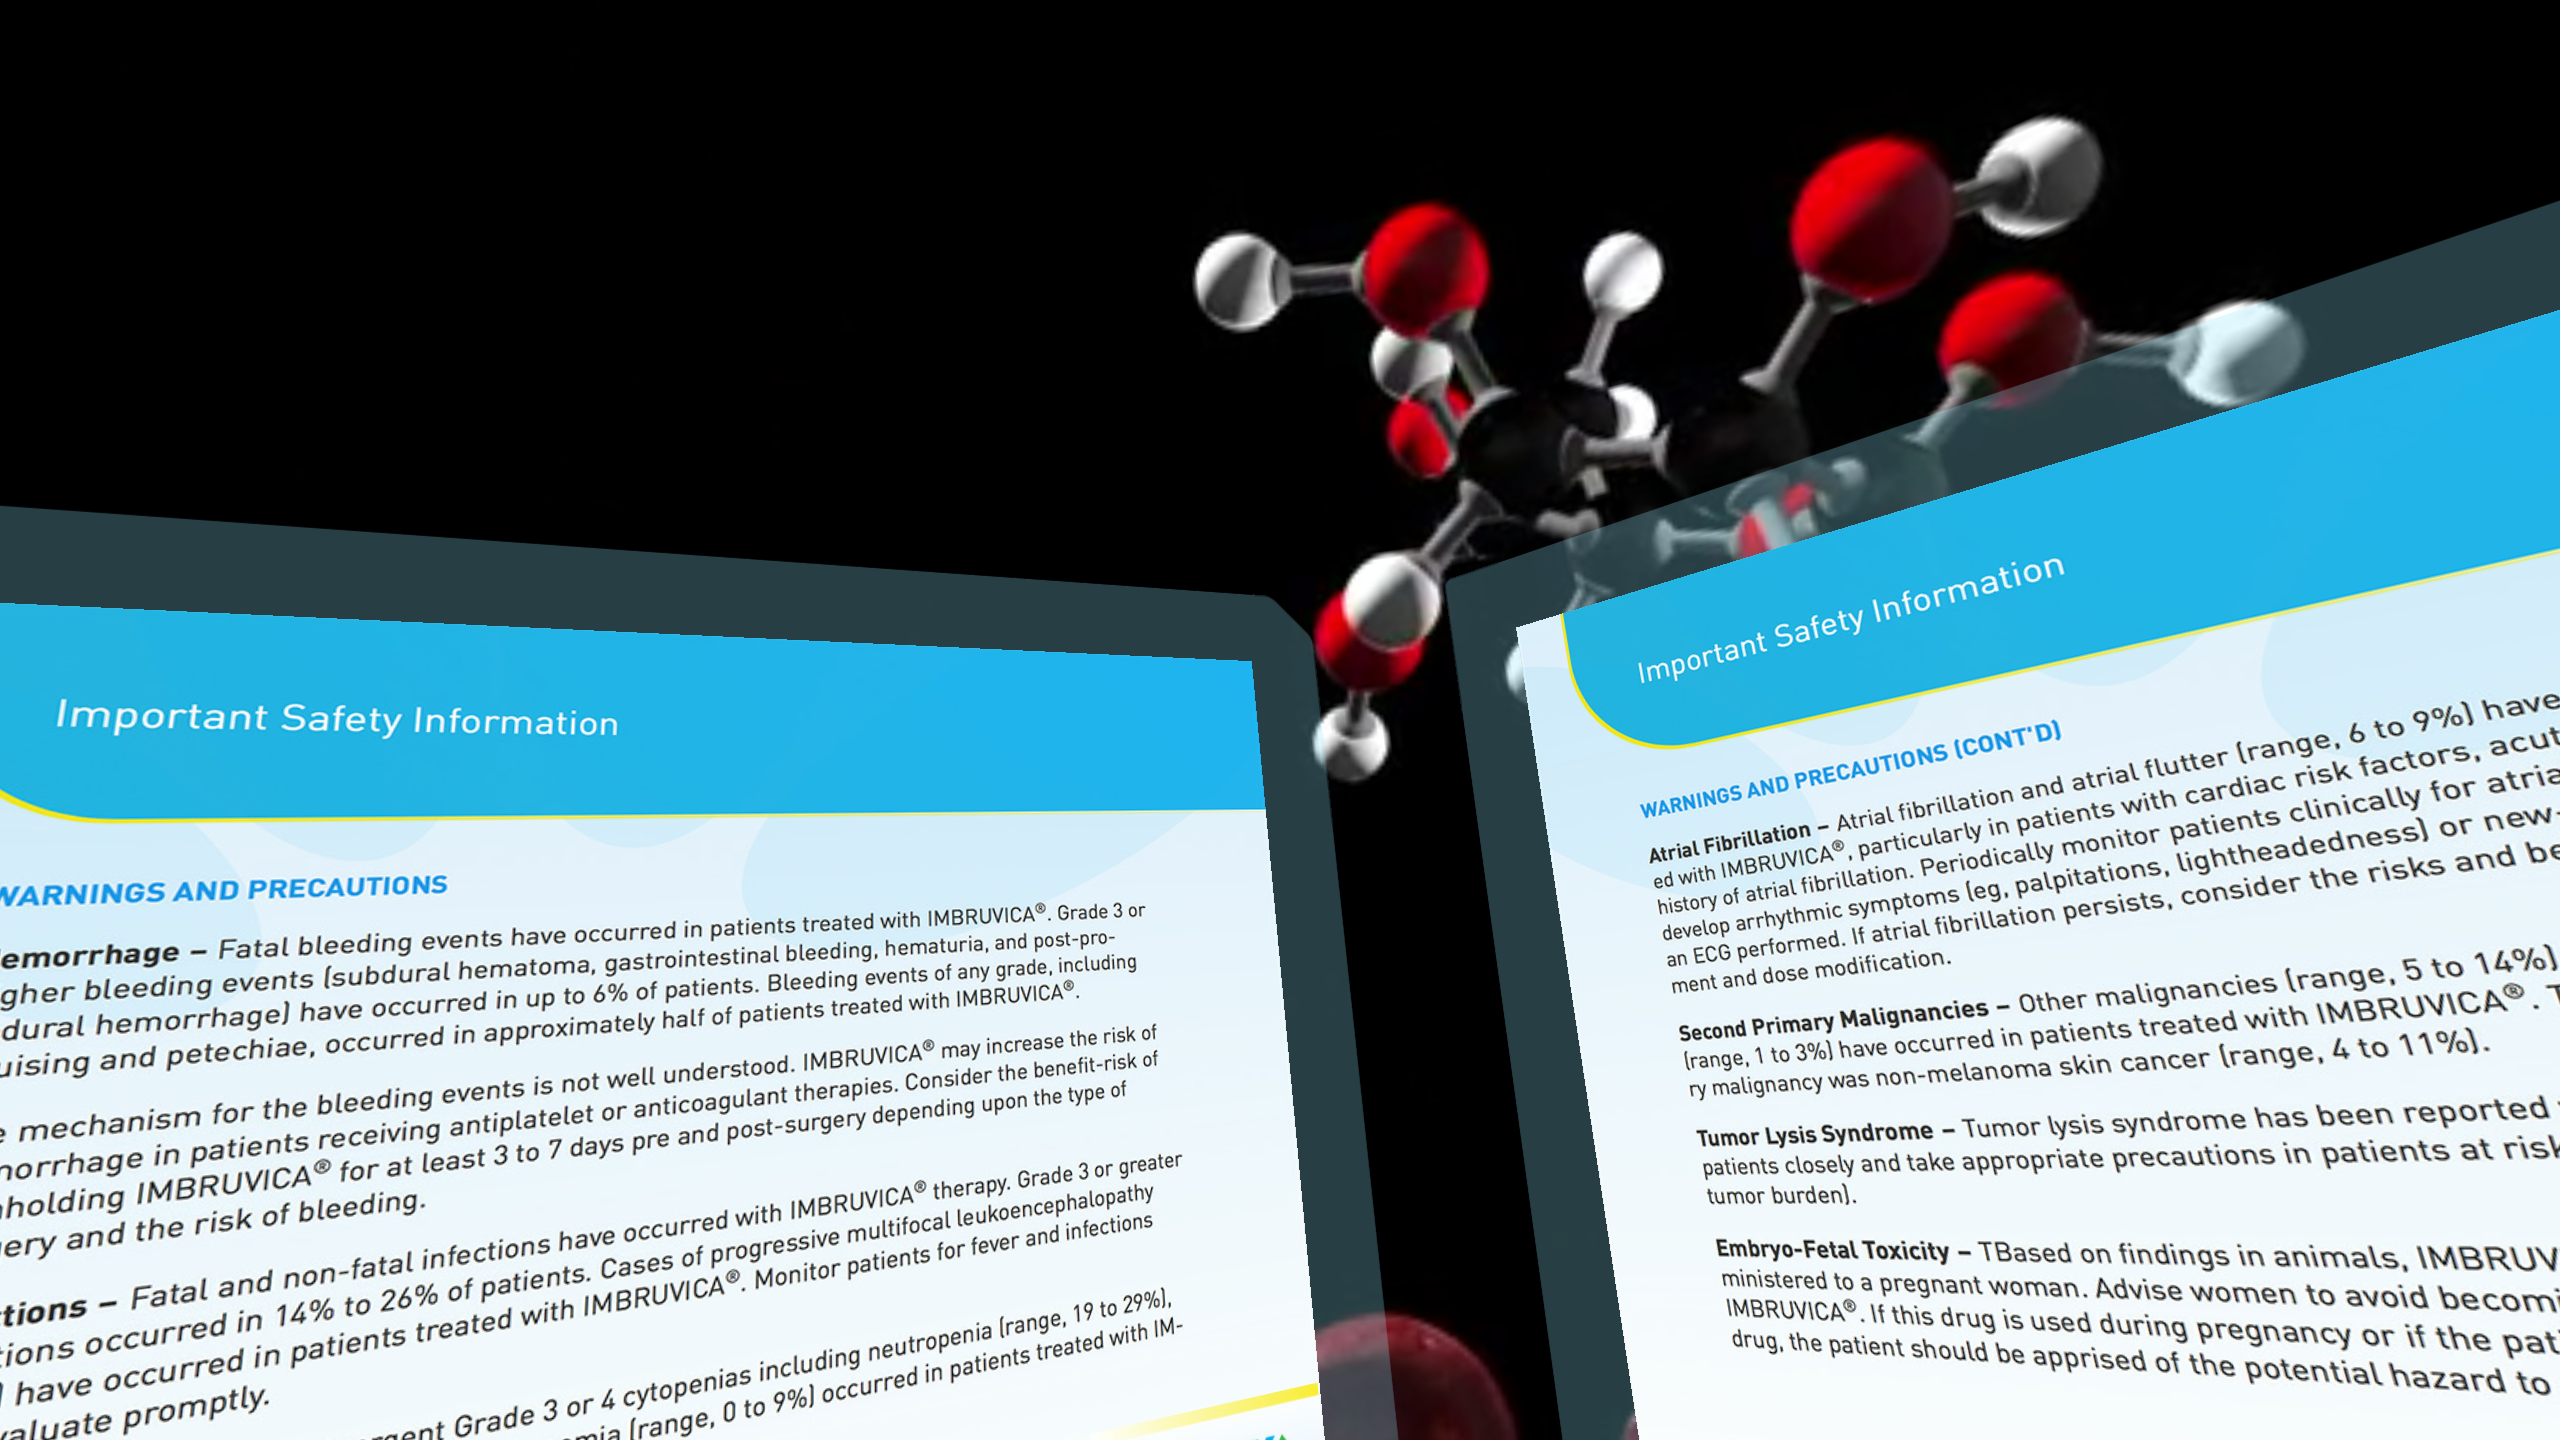 Important Safety Information
WARNINGS AND PRECAUTIONS
emorrhage – Fatal bleeding events have occurred in patients treated with IMBRUVICA®. Grade 3 or
gher bleeding events (subdural hematoma, gastrointestinal bleeding, hematuria, and post-pro-
dural hemorrhage) have occurred in up to 6% of patients. Bleeding events of any grade, including
uising and petechiae, occurred in approximately half of patients treated with IMBRUVICA®.
e mechanism for the bleeding events is not well understood. IMBRUVICA® may increase the risk of
morrhage in patients receiving antiplatelet or anticoagulant therapies. Consider the benefit-risk of
hholding IMBRUVICA® for at least 3 to 7 days pre and post-surgery depending upon the type of
ery and the risk of bleeding.
ctions – Fatal and non-fatal infections have occurred with IMBRUVICA® therapy. Grade 3 or greater
tions occurred in 14% to 26% of patients. Cases of progressive multifocal leukoencephalopathy
) have occurred in patients treated with IMBRUVICA®. Monitor patients for fever and infections
valuate promptly.
rgent Grade 3 or 4 cytopenias including neutropenia (range, 19 to 29%),
mia (range, 0 to 9%) occurred in patients treated with IM-
Important Safety Information
WARNINGS AND PRECAUTIONS (CONT'D)
Atrial Fibrillation – Atrial fibrillation and atrial flutter (range, 6 to 9%) have
ed with IMBRUVICA®, particularly in patients with cardiac risk factors, acut
history of atrial fibrillation. Periodically monitor patients clinically for atria
develop arrhythmic symptoms (eg, palpitations, lightheadedness) or new-
an ECG performed. If atrial fibrillation persists, consider the risks and be
ment and dose modification.
Second Primary Malignancies – Other malignancies (range, 5 to 14%)
(range, 1 to 3%) have occurred in patients treated with IMBRUVICA®. T
ry malignancy was non-melanoma skin cancer (range, 4 to 11%).
Tumor Lysis Syndrome – Tumor lysis syndrome has been reported
patients closely and take appropriate precautions in patients at risk
tumor burden).
Embryo-Fetal Toxicity – TBased on findings in animals, IMBRUV
ministered to a pregnant woman. Advise women to avoid becomi
IMBRUVICA®. If this drug is used during pregnancy or if the pati
drug, the patient should be apprised of the potential hazard to